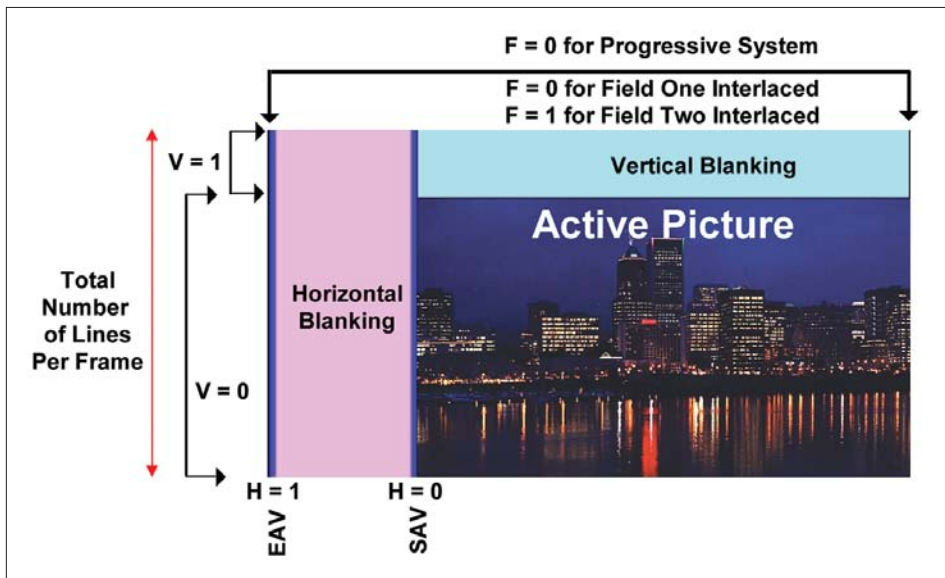 F = 0 for Progressive System
F = 0 for Field One Interlaced
F = 1 for Field Two Interlaced
V = 1
Vertical Blanking
Active Picture
Total
Number
of Lines
Per Frame
Horizontal
Blanking
V = 0
H = 1
H = 0
EAV
SAV